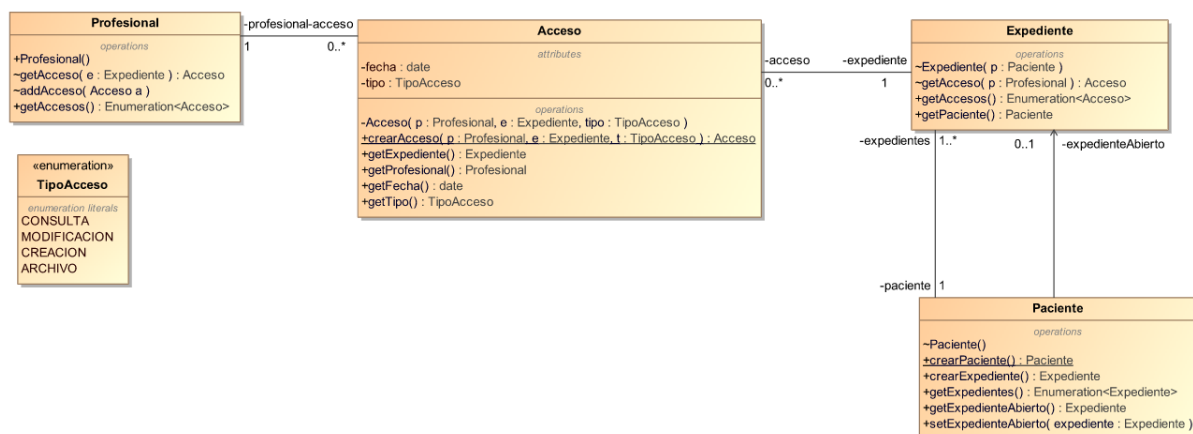 Profesional
operations
+Profesional()
~getAcceso( e : Expediente ) : Acceso
~addAcceso( Acceso a )
+getAccesos() : Enumeration<Acceso>
-profesional-acceso
1
0..*
Acceso
attributes
-fecha : date
-tipo : TipoAcceso
operations
-Acceso( p : Profesional, e : Expediente, tipo : TipoAcceso )
+crearAcceso( p : Profesional, e : Expediente, t : TipoAcceso ) : Acceso
+getExpediente() : Expediente
+getProfesional() : Profesional
+getFecha() : date
+getTipo() : TipoAcceso
-acceso
-expediente
0..*
1
Expediente
operations
~Expediente( p : Paciente )
~getAcceso( p : Profesional ) : Acceso
+getAccesos() : Enumeration<Acceso>
+getPaciente() : Paciente
«enumeration»
TipoAcceso
enumeration literals
CONSULTA
MODIFICACION
CREACION
ARCHIVO
-expedientes
1..*
0..1
-expedienteAbierto
-paciente
1
Paciente
operations
~Paciente()
+crearPaciente() : Paciente
+crearExpediente() : Expediente
+getExpedientes() : Enumeration<Expediente>
+getExpedienteAbierto() : Expediente
+setExpedienteAbierto( expediente : Expediente )